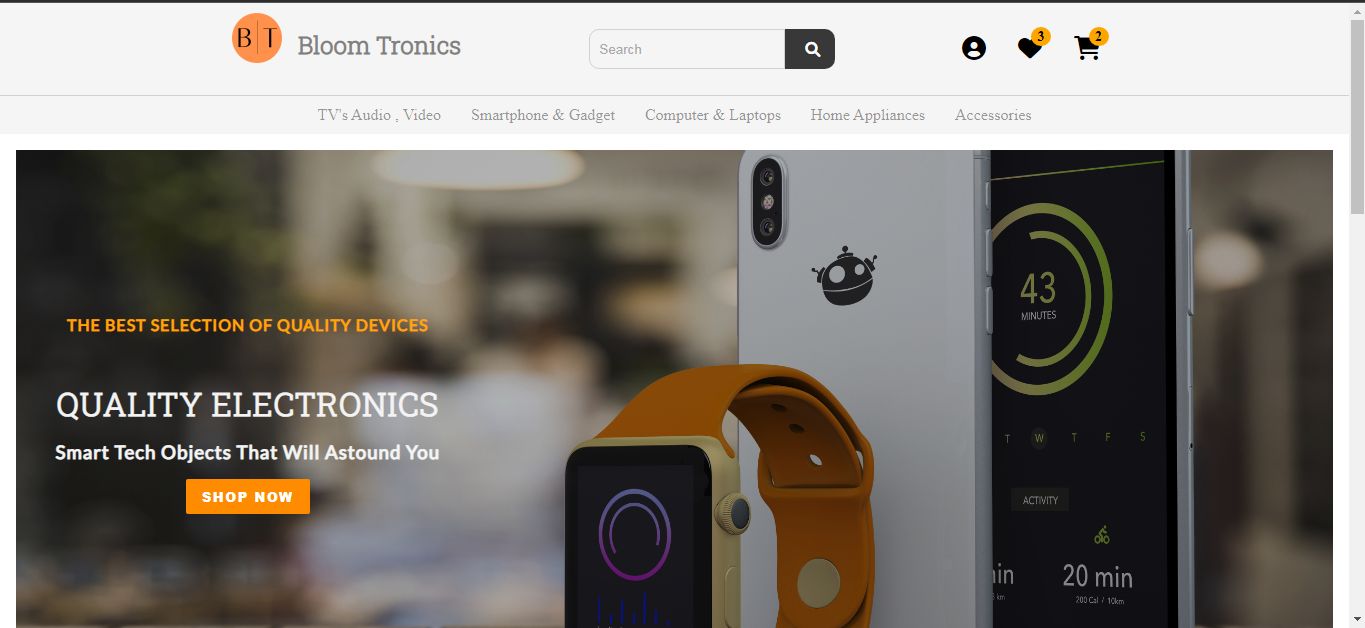 B T
Bloom Tronics
Search
3
2
TV's Audio , Video
Smartphone & Gadget
Computer & Laptops
Home Appliances
Accessories
THE BEST SELECTION OF QUALITY DEVICES
QUALITY ELECTRONICS
Smart Tech Objects That Will Astound You
SHOP NOW
43
MINUTES
T W T F S
ACTIVITY
20 min
200 Cal / 10km